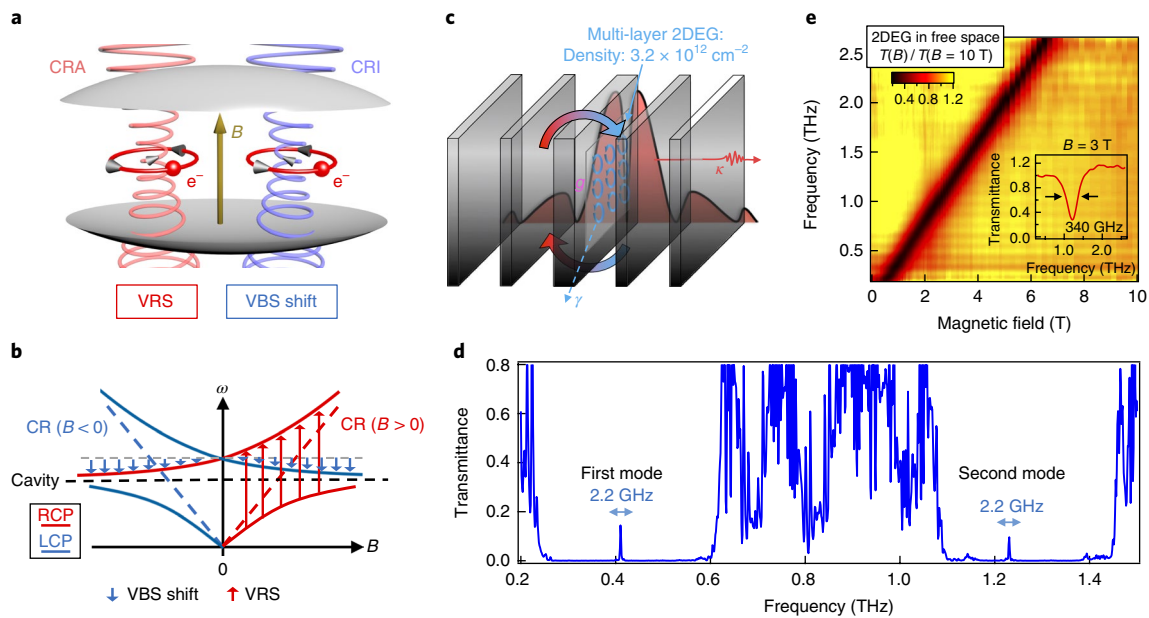 a
CRA
CRI
B
e−
e−
VRS
VBS shift
b
ω
CR (B < 0)
CR (B > 0)
Cavity
RCP
LCP
B
0
VBS shift
VRS
c
Multi-layer 2DEG:
Density: 3.2 × 10¹² cm⁻²
g
κ
γ
d
0.8
0.6
0.4
0.2
0.0
Transmittance
First mode
2.2 GHz
Second mode
2.2 GHz
0.2
0.4
0.6
0.8
1.0
1.2
1.4
Frequency (THz)
e
2DEG in free space
T(B) / T(B = 10 T)
0.4 0.8 1.2
2.5
2.0
1.5
1.0
0.5
Frequency (THz)
B = 3 T
1.2
0.8
0.4
0.0
Transmittance
340 GHz
1.0
2.0
Frequency (THz)
0
2
4
6
8
10
Magnetic field (T)